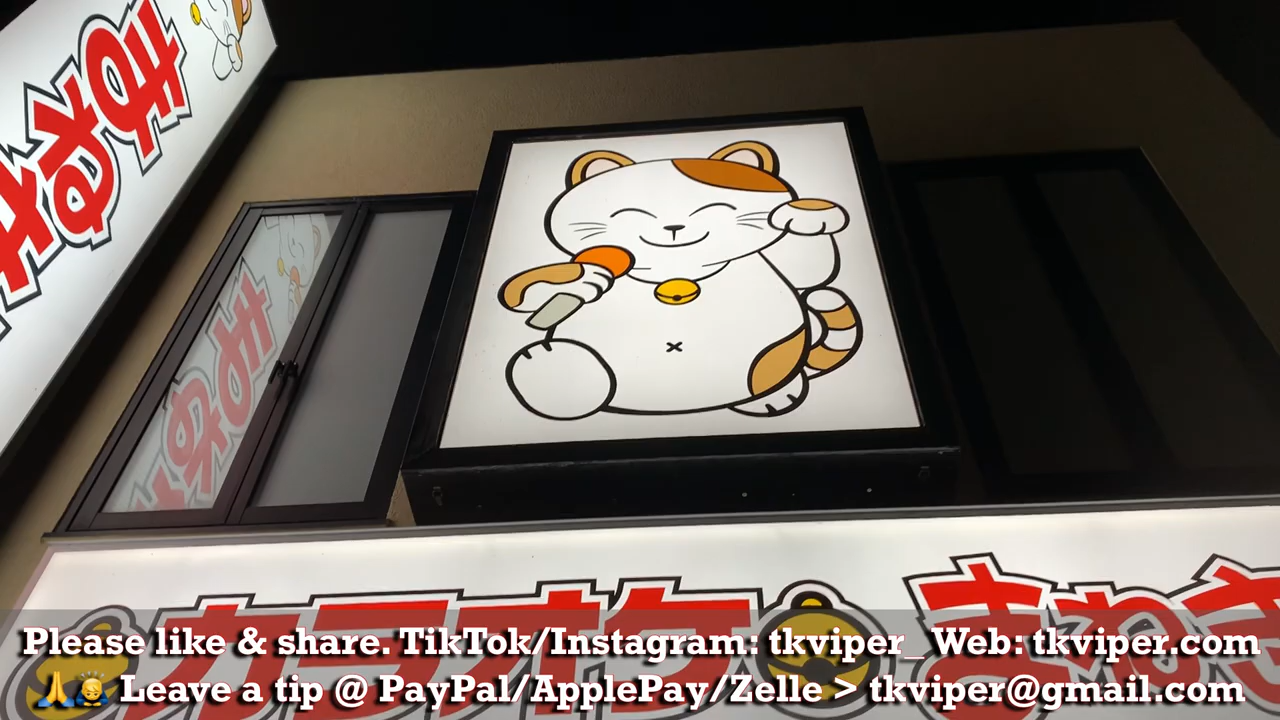 まね
カラオケ まねき
Please like & share. TikTok/Instagram: tkviper_ Web: tkviper.com
🙏🙇 Leave a tip @ PayPal/ApplePay/Zelle > tkviper@gmail.com